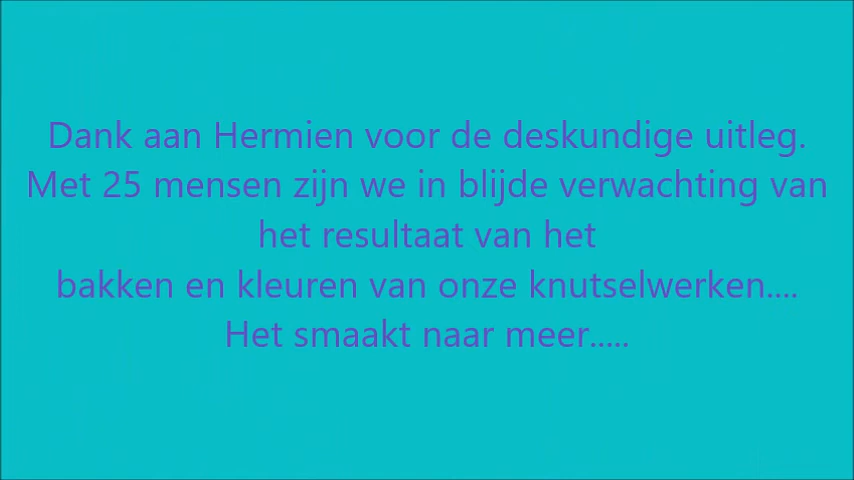 Dank aan Hermien voor de deskundige uitleg.
Met 25 mensen zijn we in blijde verwachting van
het resultaat van het
bakken en kleuren van onze knutselwerken....
Het smaakt naar meer.....